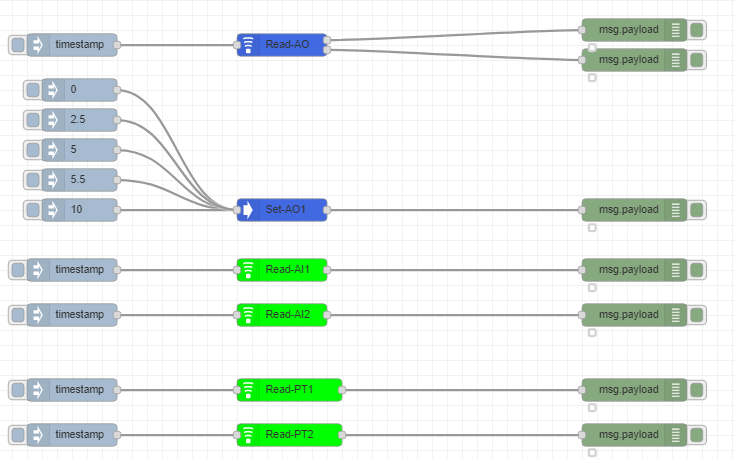 timestamp Read-AO msg.payload
msg.payload
0
2.5
5
5.5
10 Set-AO1 msg.payload
timestamp Read-AI1 msg.payload
timestamp Read-AI2 msg.payload
timestamp Read-PT1 msg.payload
timestamp Read-PT2 msg.payload